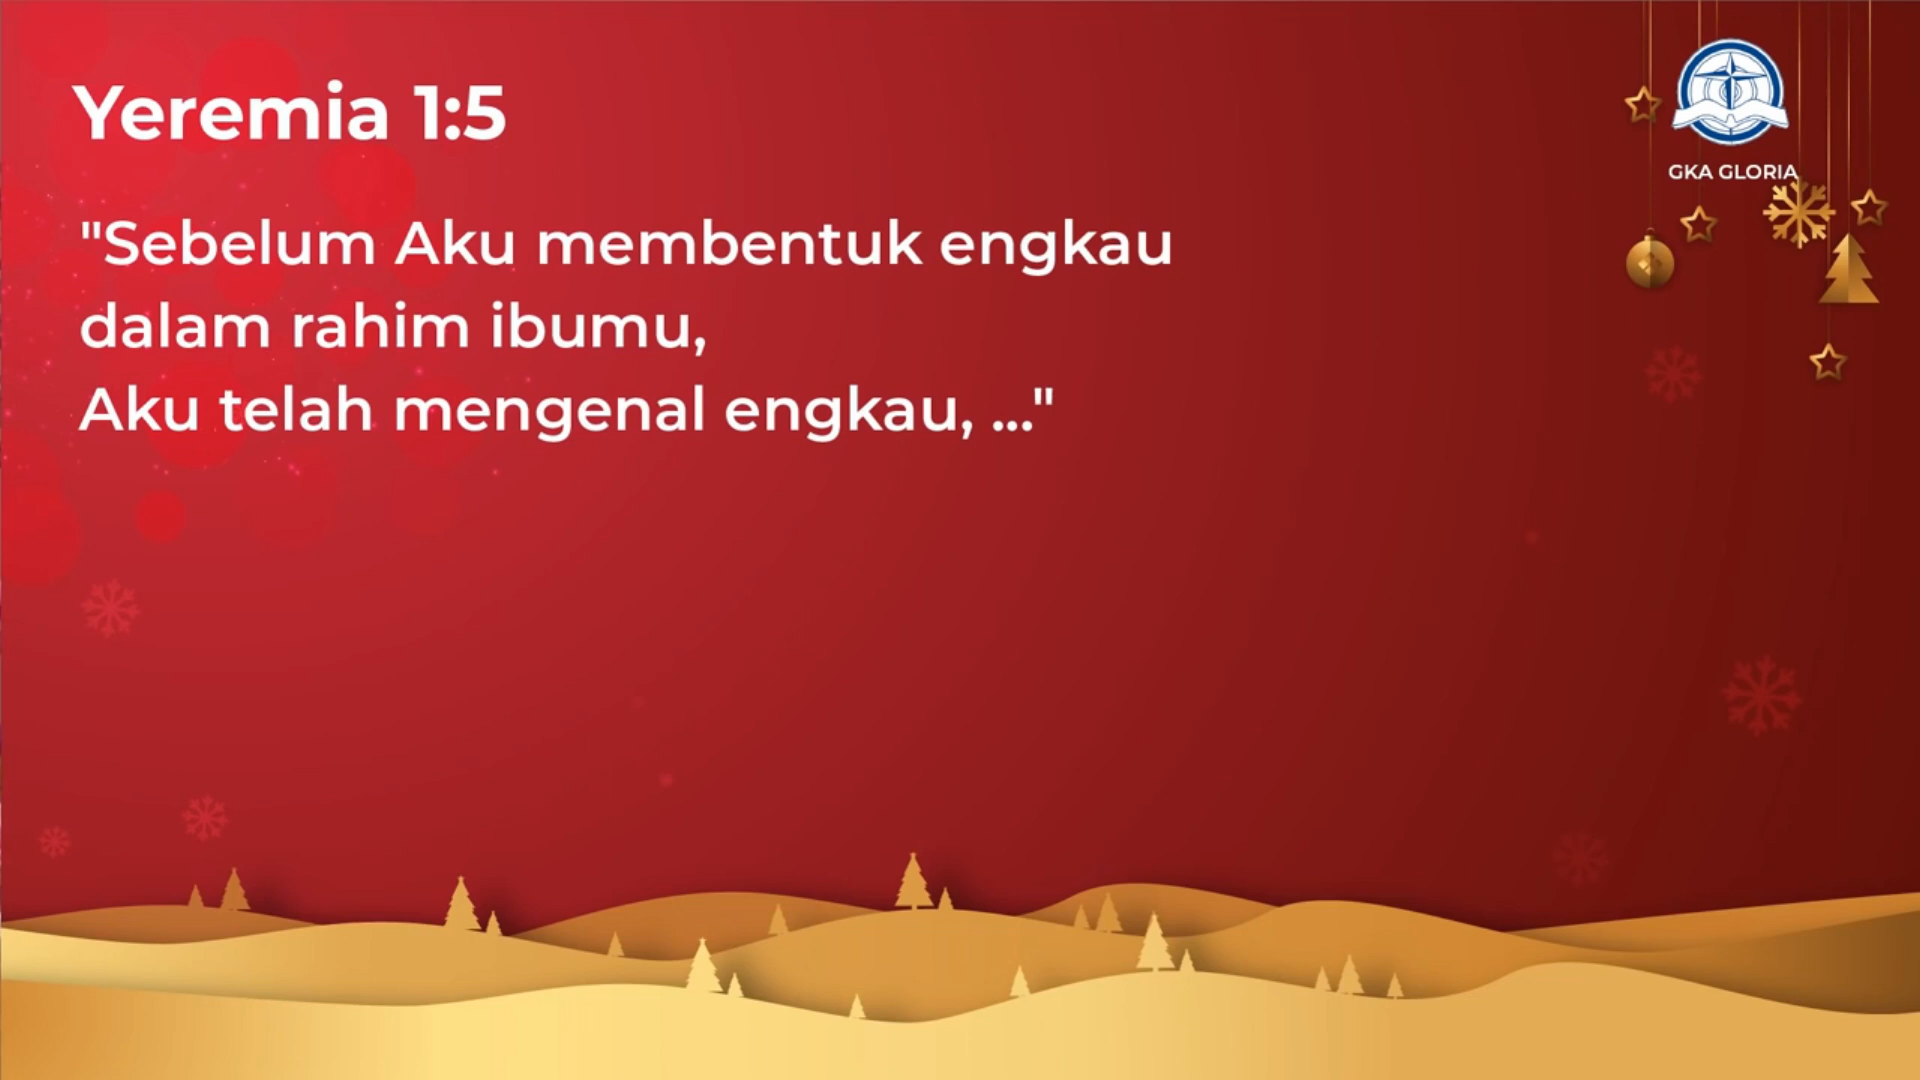 Yeremia 1:5
GKA GLORIA
"Sebelum Aku membentuk engkau
dalam rahim ibumu,
Aku telah mengenal engkau, ..."